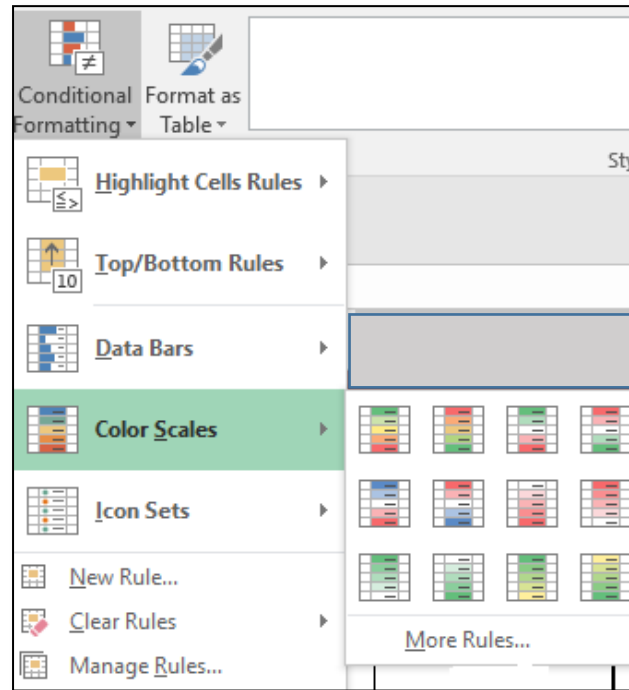 Conditional Formatting
Format as Table
Sty
Highlight Cells Rules
Top/Bottom Rules
10
Data Bars
Color Scales
Icon Sets
New Rule...
Clear Rules
Manage Rules...
More Rules...